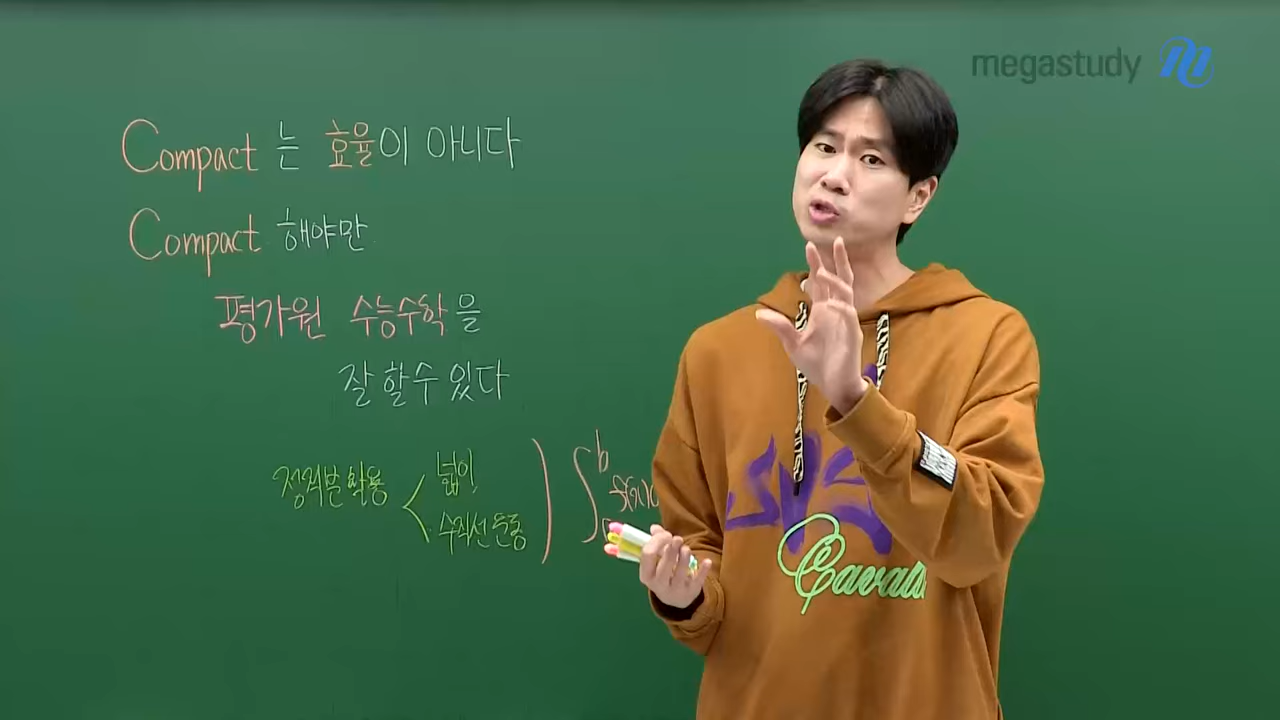 megastudy
Compact 는 효율이 아니다
Compact 해야만
평가원 수능수학을
잘 할 수 있다
정적분 활용
넓이
수직선 운동
∫ b f(x)
Cavalo